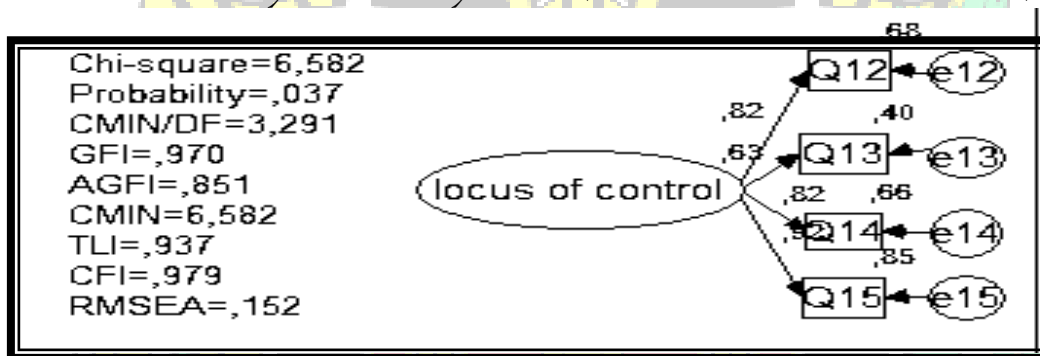 Chi-square=6,582
Probability=,037
CMIN/DF=3,291
GFI=,970
AGFI=,851
CMIN=6,582
TLI=,937
CFI=,979
RMSEA=,152
locus of control
,68
Q12
e12
,82
,40
Q13
e13
,63
,66
,82
Q14
e14
,92
,85
Q15
e15